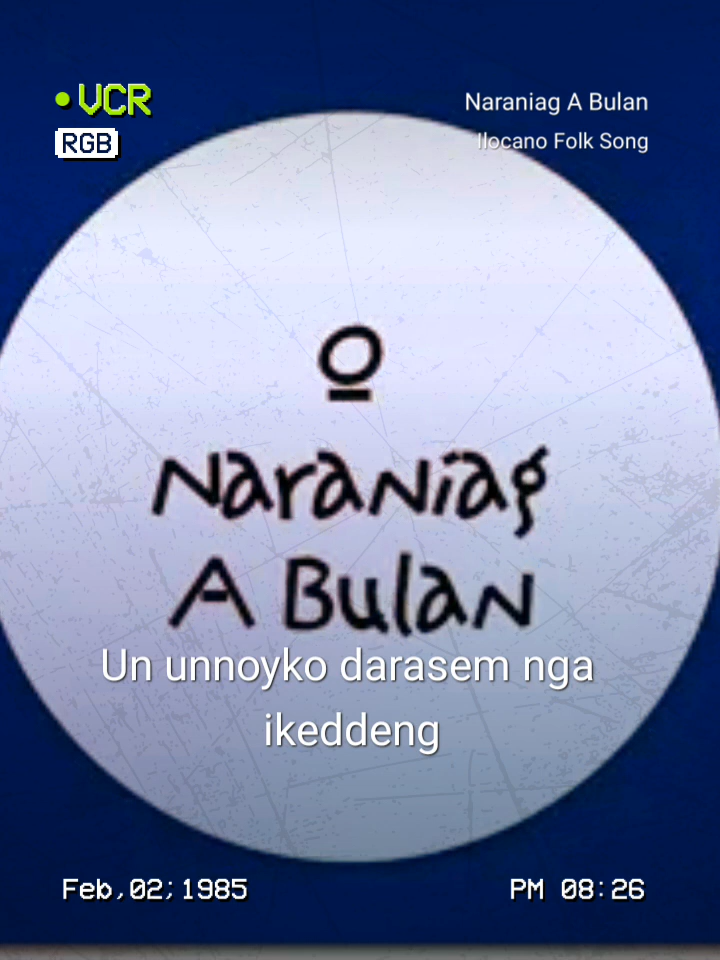 VCR
Naraniag A Bulan
RGB
Ilocano Folk Song
O
Naraniag
A Bulan
Un unnoyko darasem nga
ikeddeng
Feb,02;1985
PM 08:26